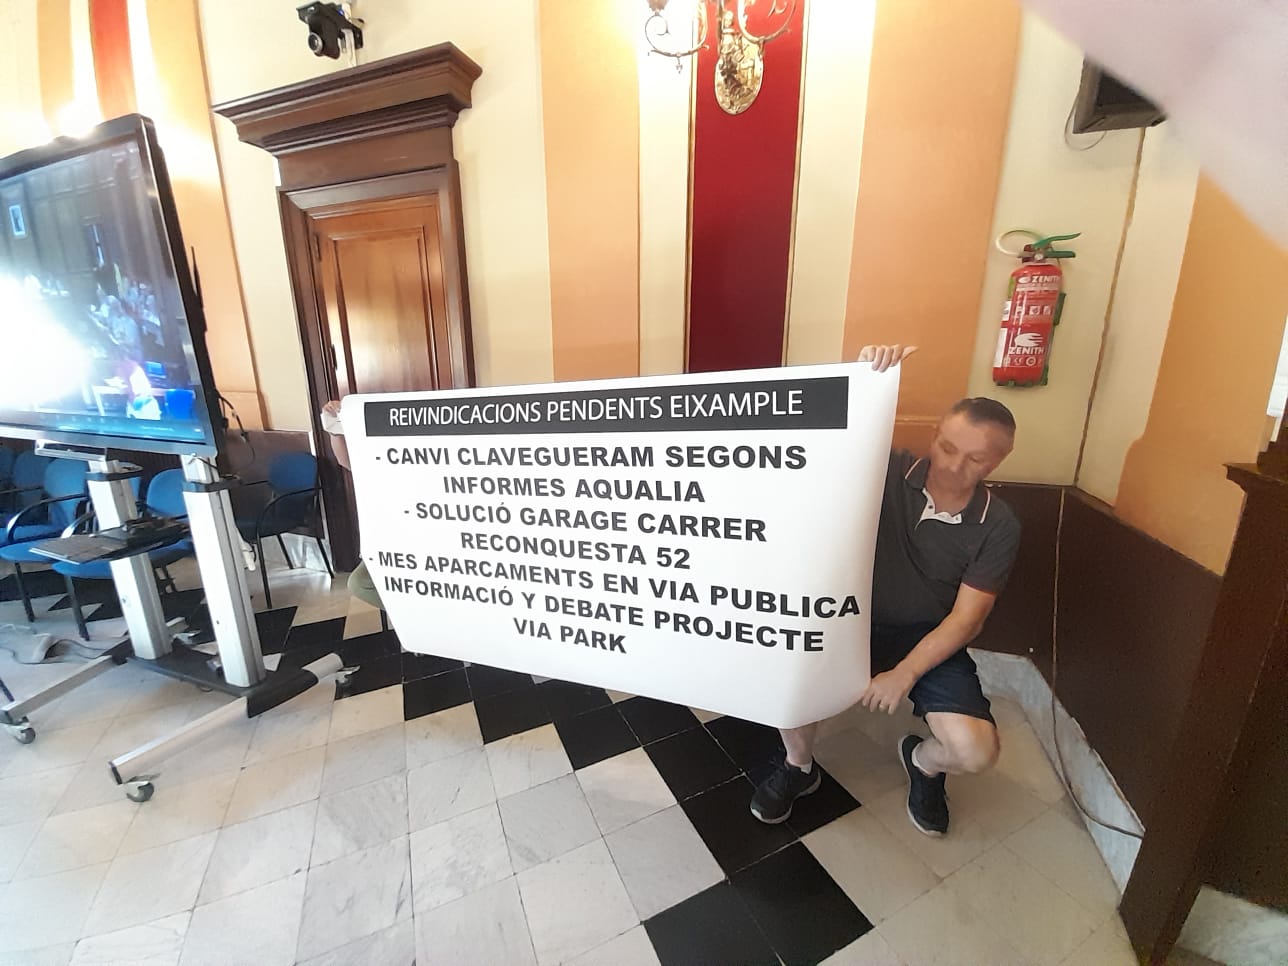 REIVINDICACIONS PENDENTS EIXAMPLE
- CANVI CLAVEGUERAM SEGONS
INFORMES AQUALIA
- SOLUCIÓ GARAGE CARRER
RECONQUESTA 52
- MES APARCAMENTS EN VIA PUBLICA
INFORMACIÓ Y DEBATE PROJECTE
VIA PARK
ZENITH
ZENITH